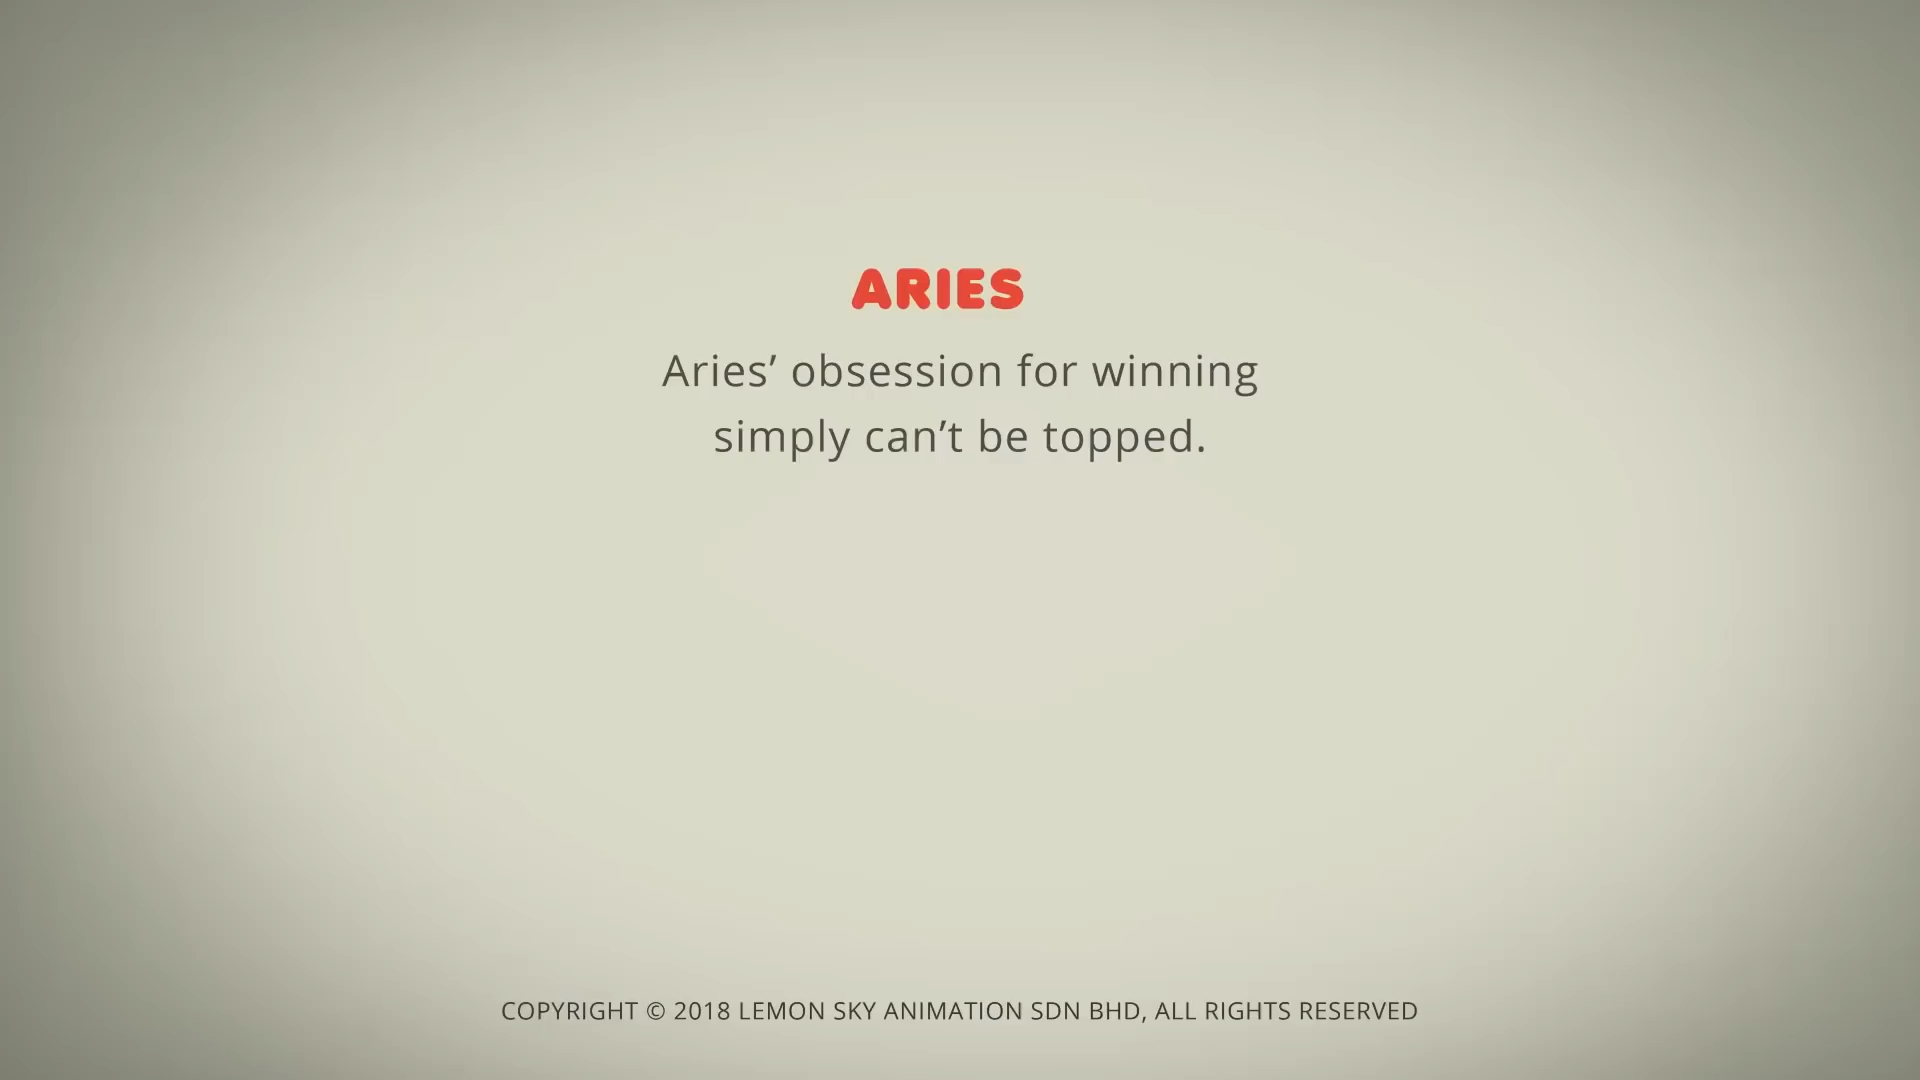 ARIES
Aries’ obsession for winning
simply can’t be topped.
COPYRIGHT © 2018 LEMON SKY ANIMATION SDN BHD, ALL RIGHTS RESERVED